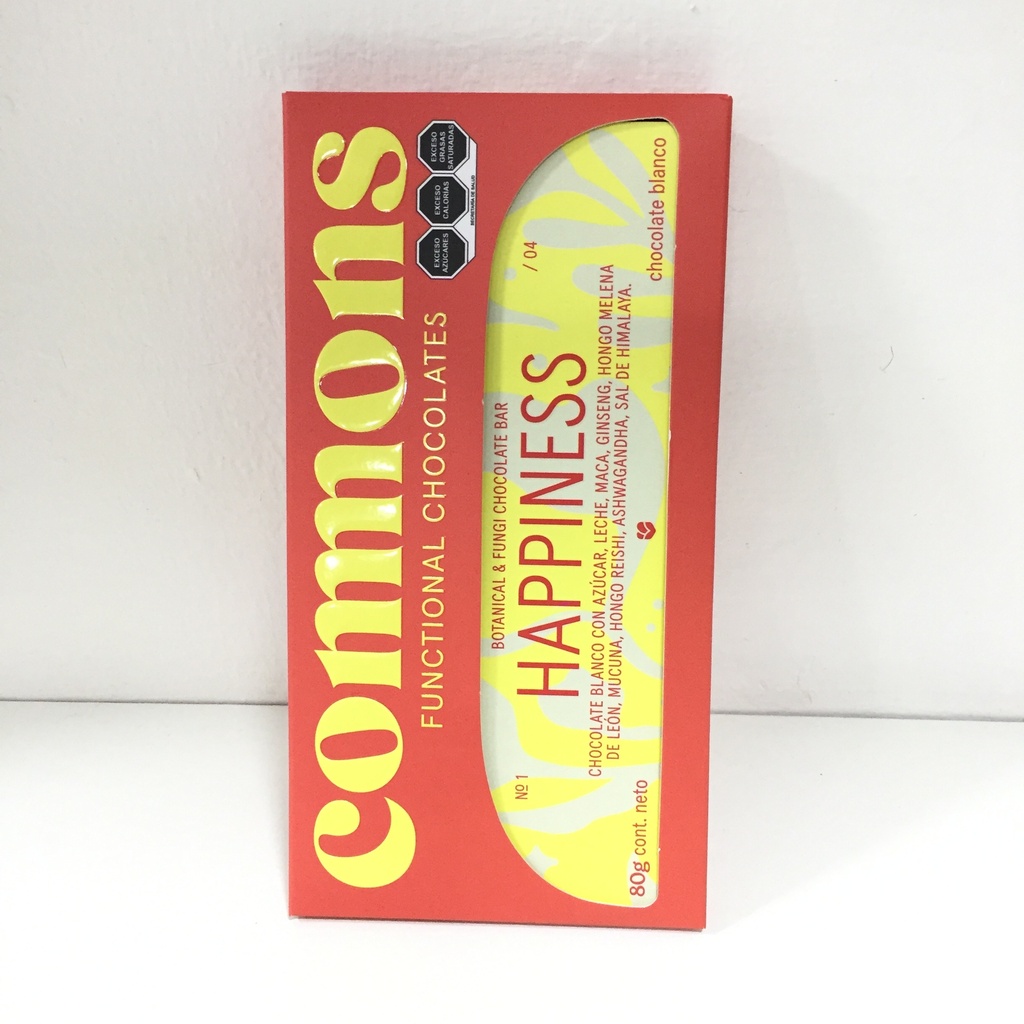 commons
FUNCTIONAL CHOCOLATES
EXCESO
AZÚCARES
EXCESO
CALORÍAS
EXCESO
GRASAS
SATURADAS
SECRETARÍA DE SALUD
BOTANICAL & FUNGI CHOCOLATE BAR
Nº1
HAPPINESS
/ 04
CHOCOLATE BLANCO CON AZÚCAR, LECHE, MACA, GINSENG, HONGO MELENA
DE LEÓN, MUCUNA, HONGO REISHI, ASHWAGANDHA, SAL DE HIMALAYA.
80g cont. neto
chocolate blanco